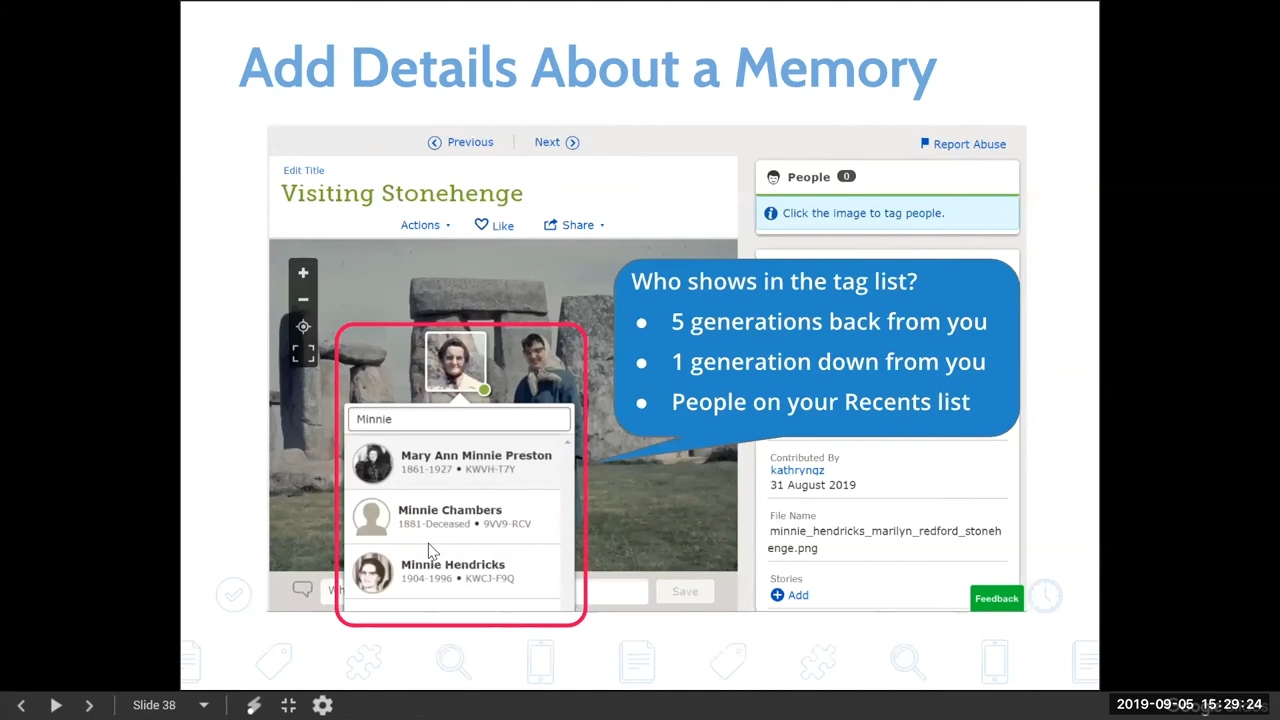 Add Details About a Memory
Previous
Next
Report Abuse
Edit Title
Visiting Stonehenge
Actions
Like
Share
People 0
Click the image to tag people.
Who shows in the tag list?
● 5 generations back from you
● 1 generation down from you
● People on your Recents list
Minnie
Mary Ann Minnie Preston
1861-1927 • KWVH-T7Y
Minnie Chambers
1881-Deceased • 9VV9-RCV
Minnie Hendricks
1904-1996 • KWCJ-F9Q
Save
Contributed By
kathrynqz
31 August 2019
File Name
minnie_hendricks_marilyn_redford_stoneh
enge.png
Stories
Add
Feedback
Slide 38
2019-09-05 15:29:24